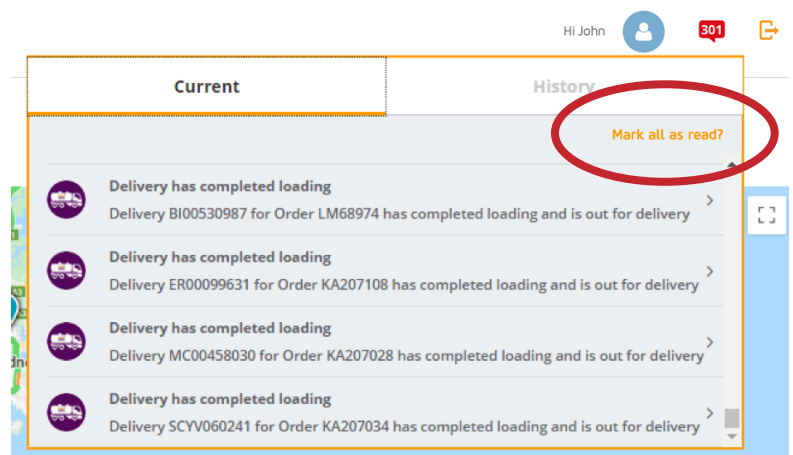 Hi John
301
Current
History
Mark all as read?
Delivery has completed loading
Delivery BI00530987 for Order LM68974 has completed loading and is out for delivery
Delivery has completed loading
Delivery ER00099631 for Order KA207108 has completed loading and is out for delivery
Delivery has completed loading
Delivery MC00458030 for Order KA207028 has completed loading and is out for delivery
Delivery has completed loading
Delivery SCYV060241 for Order KA207034 has completed loading and is out for delivery